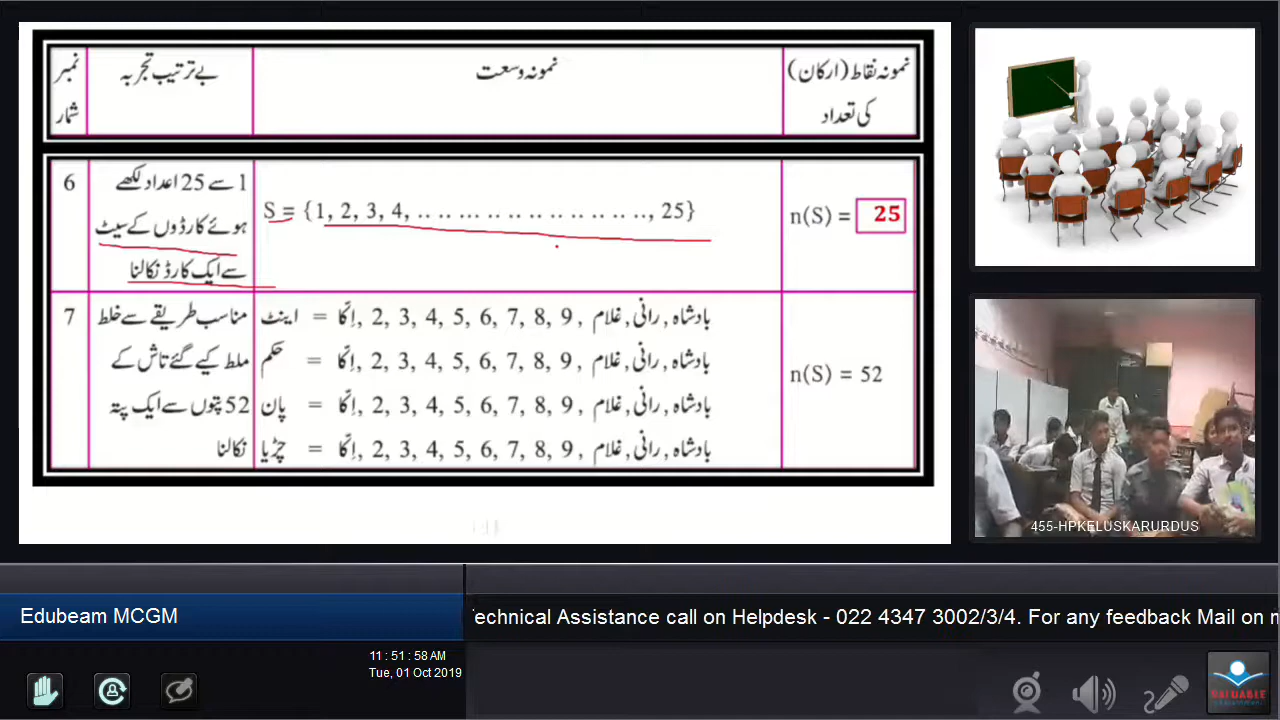 نمبر شمار
بے ترتیب تجربہ
نمونہ وسعت
نمونہ نقاط (ارکان) کی تعداد
6
1 سے 25 اعداد لکھے
ہوئے کارڈوں کے سیٹ
سے ایک کارڈ نکالنا
S = {1, 2, 3, 4, .. .. ... .. .. .. .. .. .. .. .., 25}
n(S) = 25
7
مناسب طریقے سے خلط
ملط کیے گئے تاش کے
52 پتوں سے ایک پتہ
نکالنا
اینٹ = اِکّا, 2, 3, 4, 5, 6, 7, 8, 9, غلام, رانی, بادشاہ
حکم = اِکّا, 2, 3, 4, 5, 6, 7, 8, 9, غلام, رانی, بادشاہ
پان = اِکّا, 2, 3, 4, 5, 6, 7, 8, 9, غلام, رانی, بادشاہ
چڑیا = اِکّا, 2, 3, 4, 5, 6, 7, 8, 9, غلام, رانی, بادشاہ
n(S) = 52
455-HPKELUSKARURDUS
Edubeam MCGM
Technical Assistance call on Helpdesk - 022 4347 3002/3/4. For any feedback Mail on
11 : 51 : 58 AM
Tue, 01 Oct 2019
VALUABLE